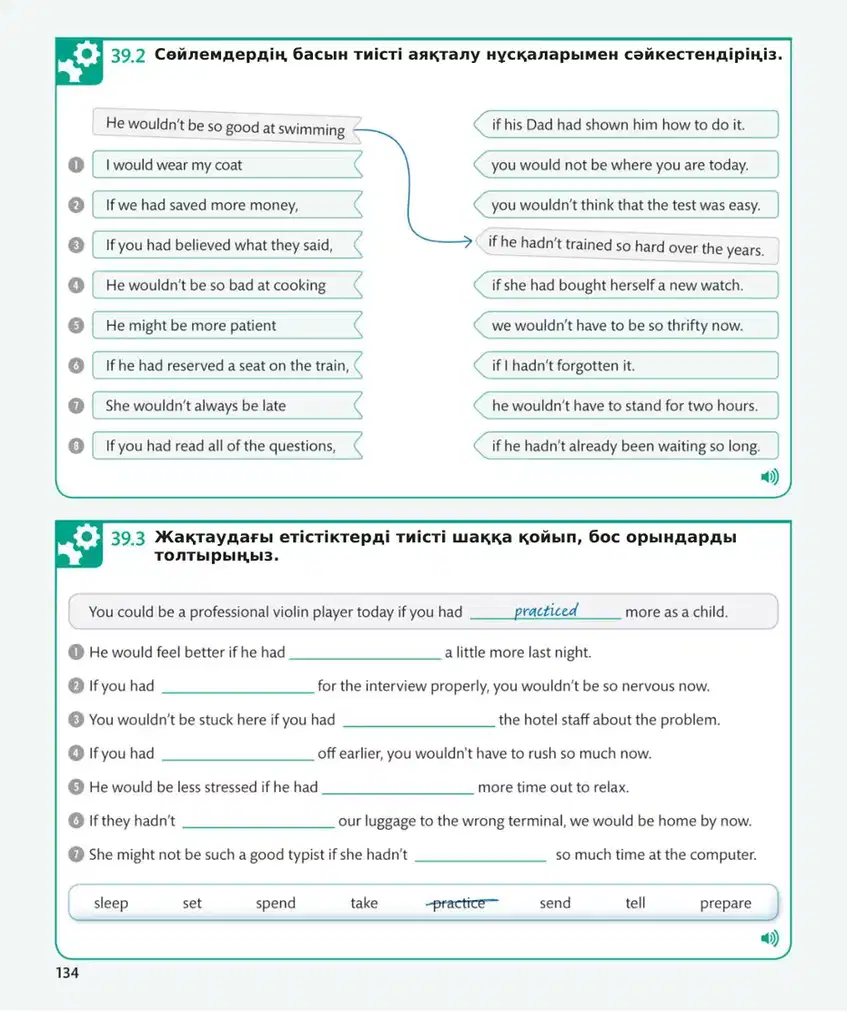 39.2 Сөйлемдердің басын тиісті аяқталу нұсқаларымен сәйкестендіріңіз.
He wouldn't be so good at swimming
if his Dad had shown him how to do it.
1 I would wear my coat
you would not be where you are today.
2 If we had saved more money,
you wouldn't think that the test was easy.
3 If you had believed what they said,
if he hadn't trained so hard over the years.
4 He wouldn't be so bad at cooking
if she had bought herself a new watch.
5 He might be more patient
we wouldn't have to be so thrifty now.
6 If he had reserved a seat on the train,
if I hadn't forgotten it.
7 She wouldn't always be late
he wouldn't have to stand for two hours.
8 If you had read all of the questions,
if he hadn't already been waiting so long.
39.3 Жақтаудағы етістіктерді тиісті шаққа қойып, бос орындарды
толтырыңыз.
You could be a professional violin player today if you had practiced more as a child.
1 He would feel better if he had ____ a little more last night.
2 If you had ____ for the interview properly, you wouldn't be so nervous now.
3 You wouldn't be stuck here if you had ____ the hotel staff about the problem.
4 If you had ____ off earlier, you wouldn't have to rush so much now.
5 He would be less stressed if he had ____ more time out to relax.
6 If they hadn't ____ our luggage to the wrong terminal, we would be home by now.
7 She might not be such a good typist if she hadn't ____ so much time at the computer.
sleep set spend take practice send tell prepare
134